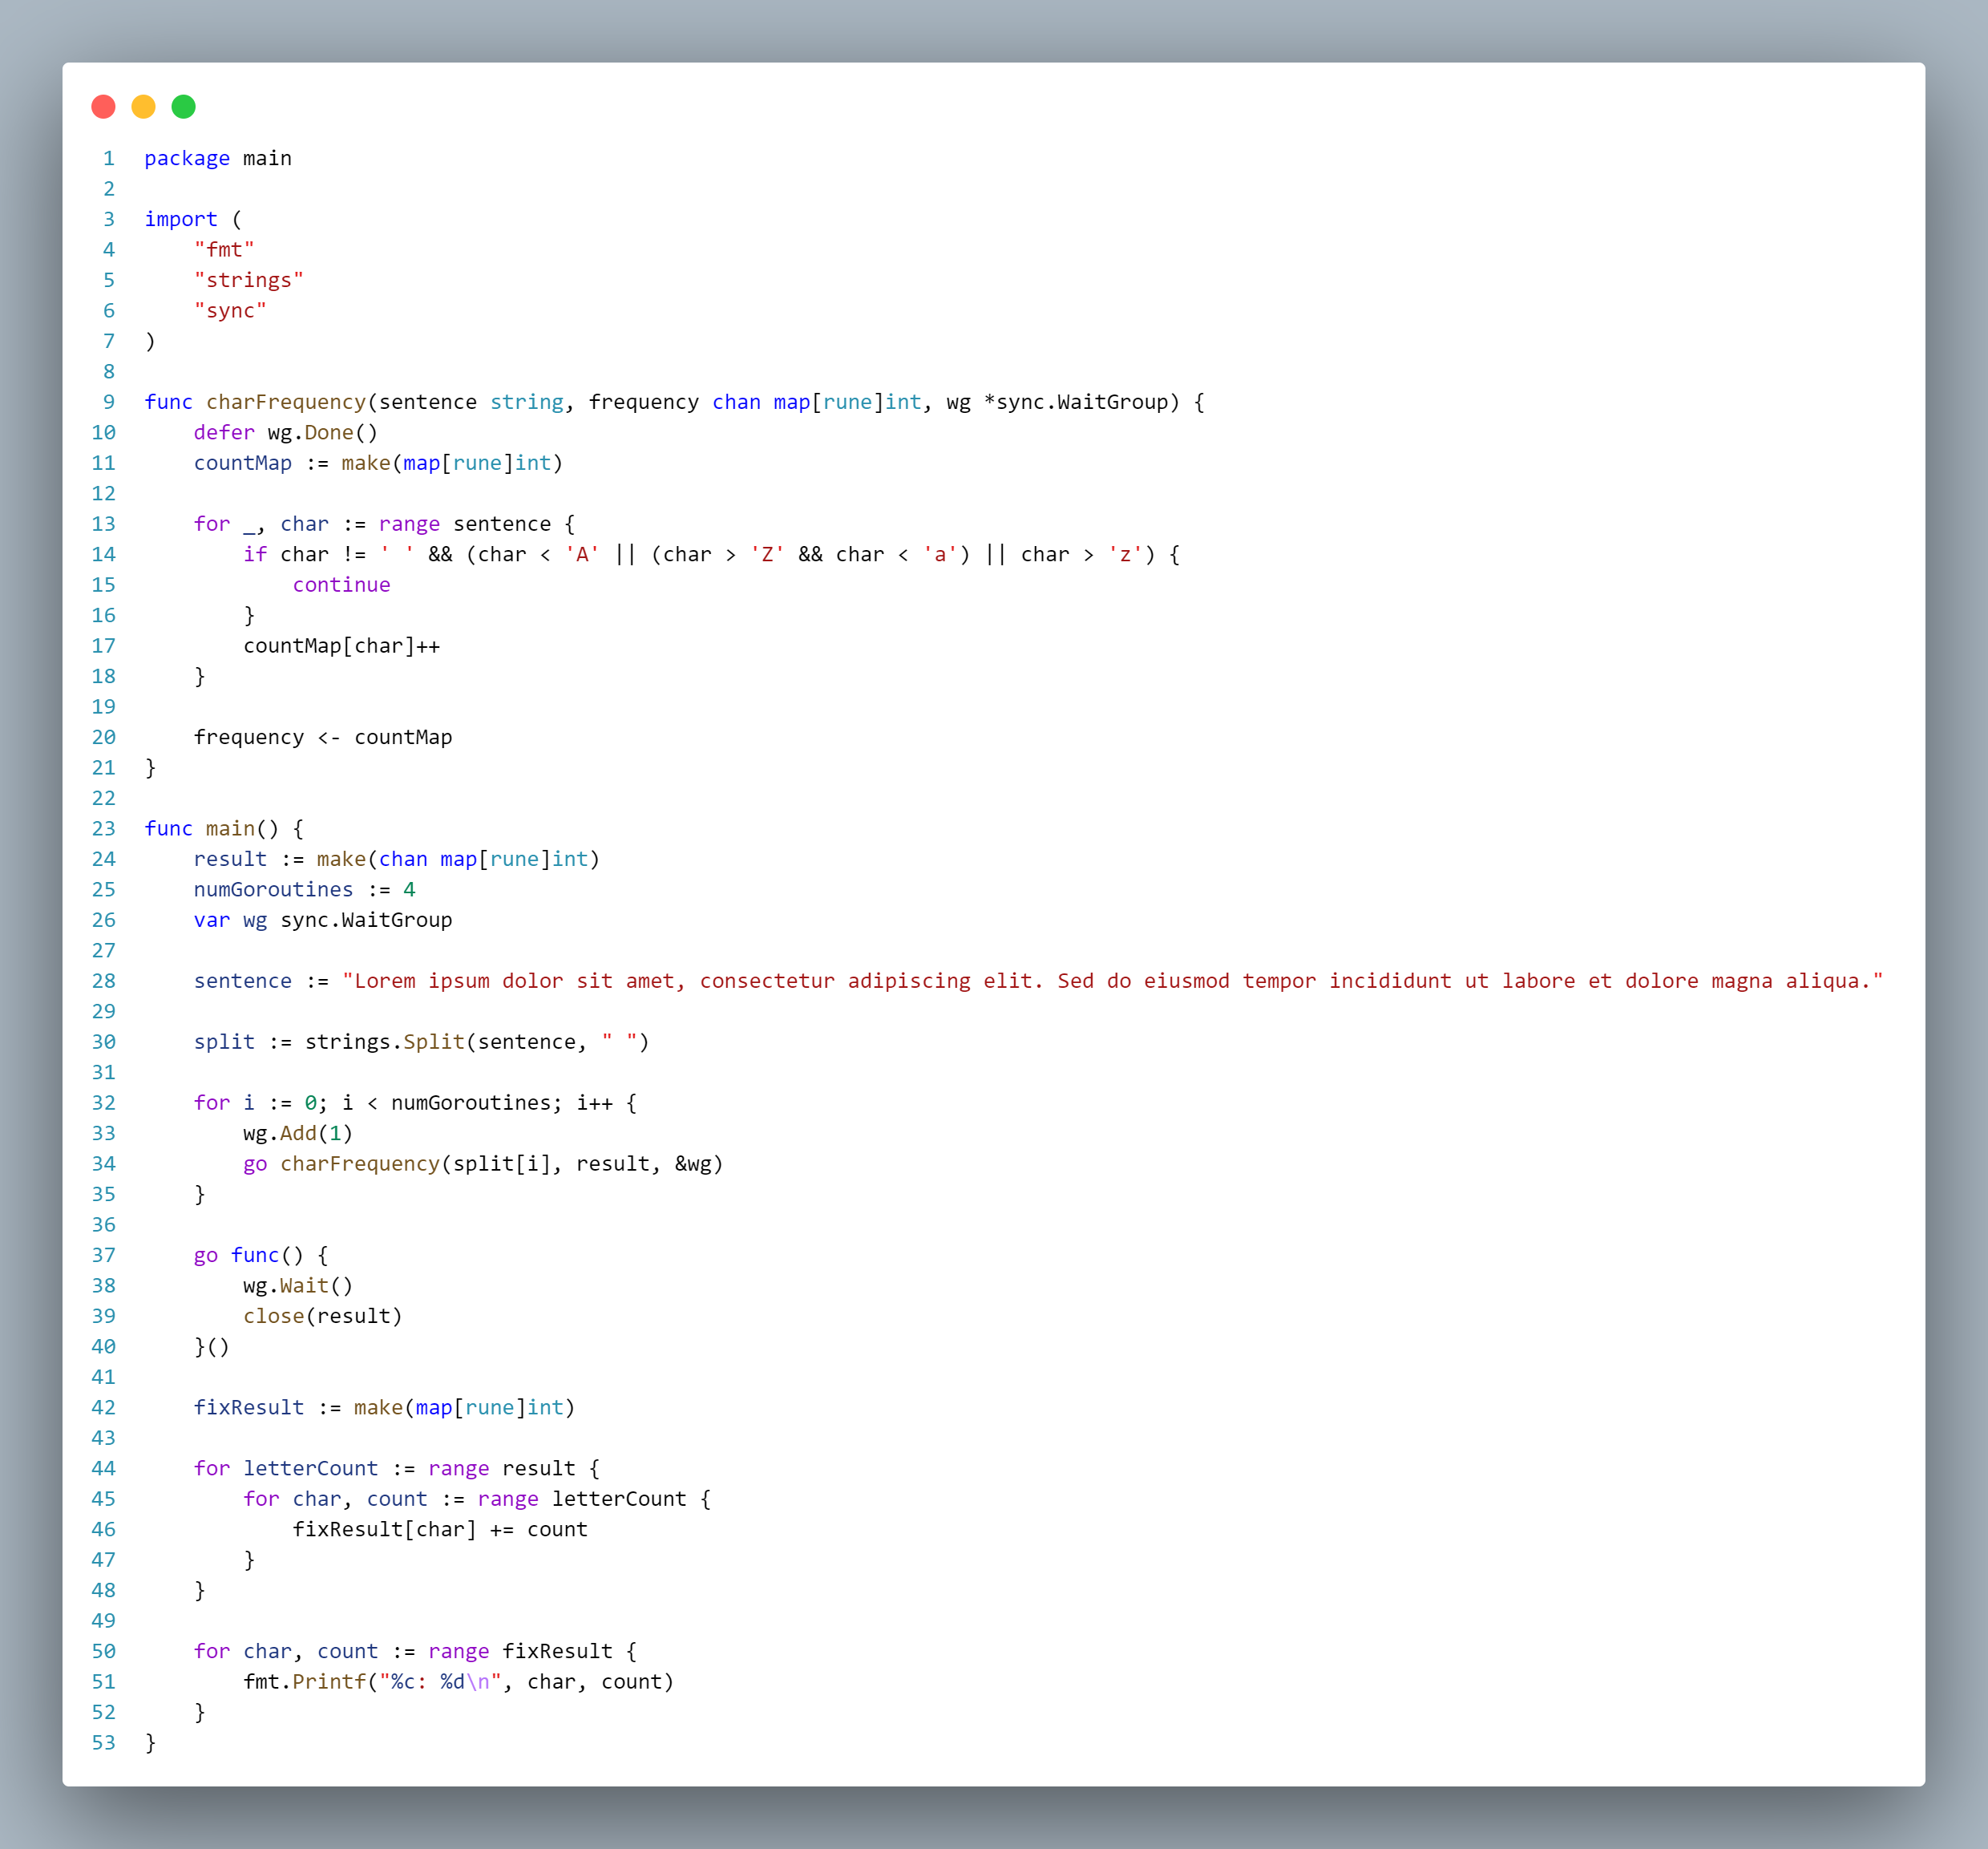 1 package main
2
3 import (
4     "fmt"
5     "strings"
6     "sync"
7 )
8
9 func charFrequency(sentence string, frequency chan map[rune]int, wg *sync.WaitGroup) {
10     defer wg.Done()
11     countMap := make(map[rune]int)
12
13     for _, char := range sentence {
14         if char != ' ' && (char < 'A' || (char > 'Z' && char < 'a') || char > 'z') {
15             continue
16         }
17         countMap[char]++
18     }
19
20     frequency <- countMap
21 }
22
23 func main() {
24     result := make(chan map[rune]int)
25     numGoroutines := 4
26     var wg sync.WaitGroup
27
28     sentence := "Lorem ipsum dolor sit amet, consectetur adipiscing elit. Sed do eiusmod tempor incididunt ut labore et dolore magna aliqua."
29
30     split := strings.Split(sentence, " ")
31
32     for i := 0; i < numGoroutines; i++ {
33         wg.Add(1)
34         go charFrequency(split[i], result, &wg)
35     }
36
37     go func() {
38         wg.Wait()
39         close(result)
40     }()
41
42     fixResult := make(map[rune]int)
43
44     for letterCount := range result {
45         for char, count := range letterCount {
46             fixResult[char] += count
47         }
48     }
49
50     for char, count := range fixResult {
51         fmt.Printf("%c: %d\n", char, count)
52     }
53 }